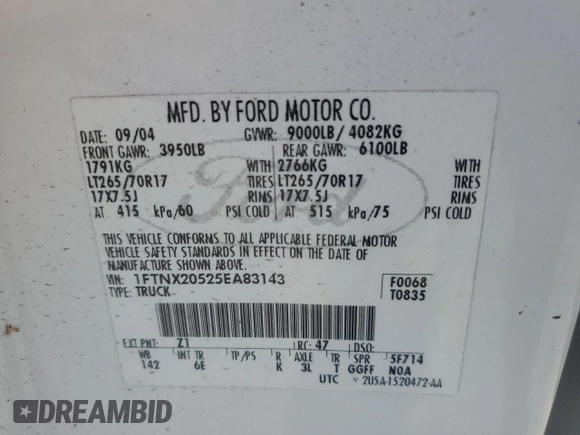 MFD. BY FORD MOTOR CO.
DATE: 09/04 GVWR: 9000LB/ 4082KG
FRONT GAWR: 3950LB REAR GAWR: 6100LB
1791KG WITH 2766KG WITH
LT265/70R17 TIRES LT265/70R17 TIRES
17X7.5J RIMS 17X7.5J RIMS
AT 415 kPa/60 PSI COLD AT 515 kPa/75 PSI COLD
THIS VEHICLE CONFORMS TO ALL APPLICABLE FEDERAL MOTOR
VEHICLE SAFETY STANDARDS IN EFFECT ON THE DATE OF
MANUFACTURE SHOWN ABOVE.
VIN: 1FTNX20525EA83143 F0068
TYPE: TRUCK T0835
EXT PNT: Z1 RC: 47 DSO:
WB INT TR TP/PS R AXLE TR SPR 5F714
142 6E K 3L T GGFF NOA
UTC 2U5A-1520472-AA
Ford
DREAMBID